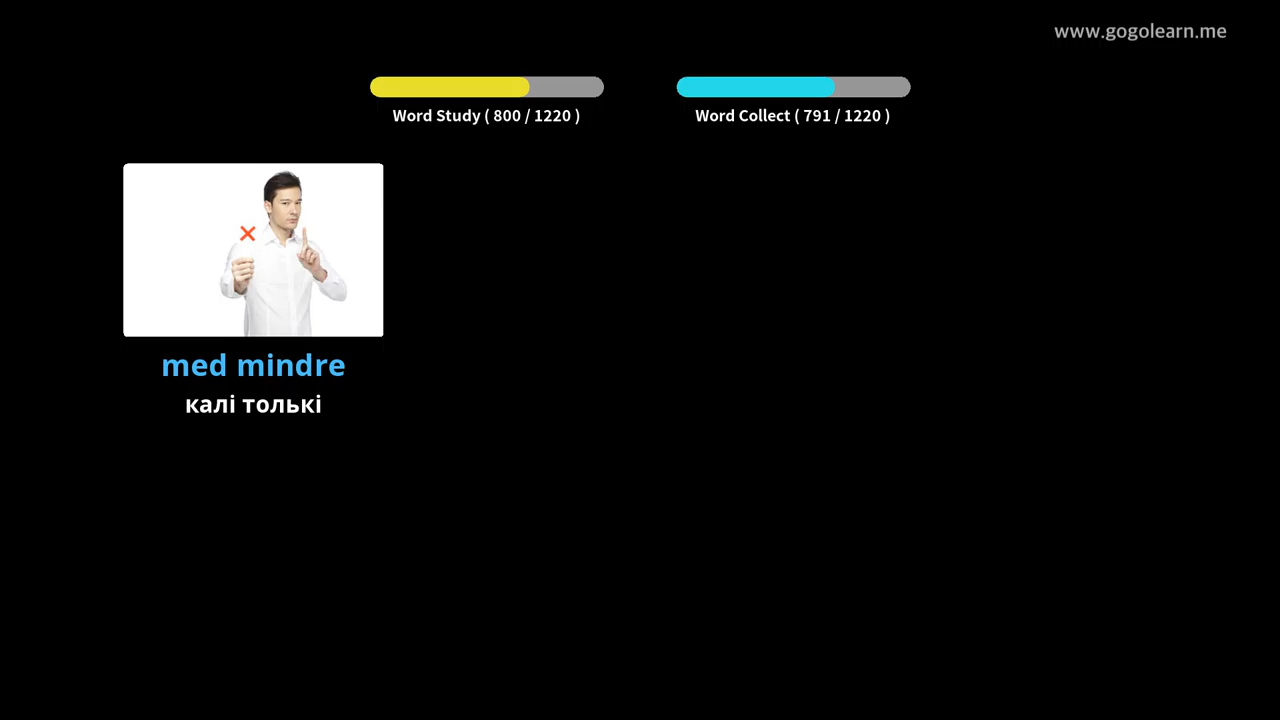 www.gogolearn.me
Word Study ( 800 / 1220 )
Word Collect ( 791 / 1220 )
med mindre
калі толькі